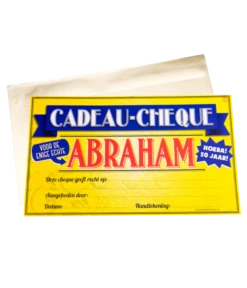 CADEAU-CHEQUE
VOOR DE
ENIGE ECHTE
ABRAHAM
HOERA!
50 JAAR!
Deze cheque geeft recht op:
Aangeboden door:
Datum:
Handtekening: